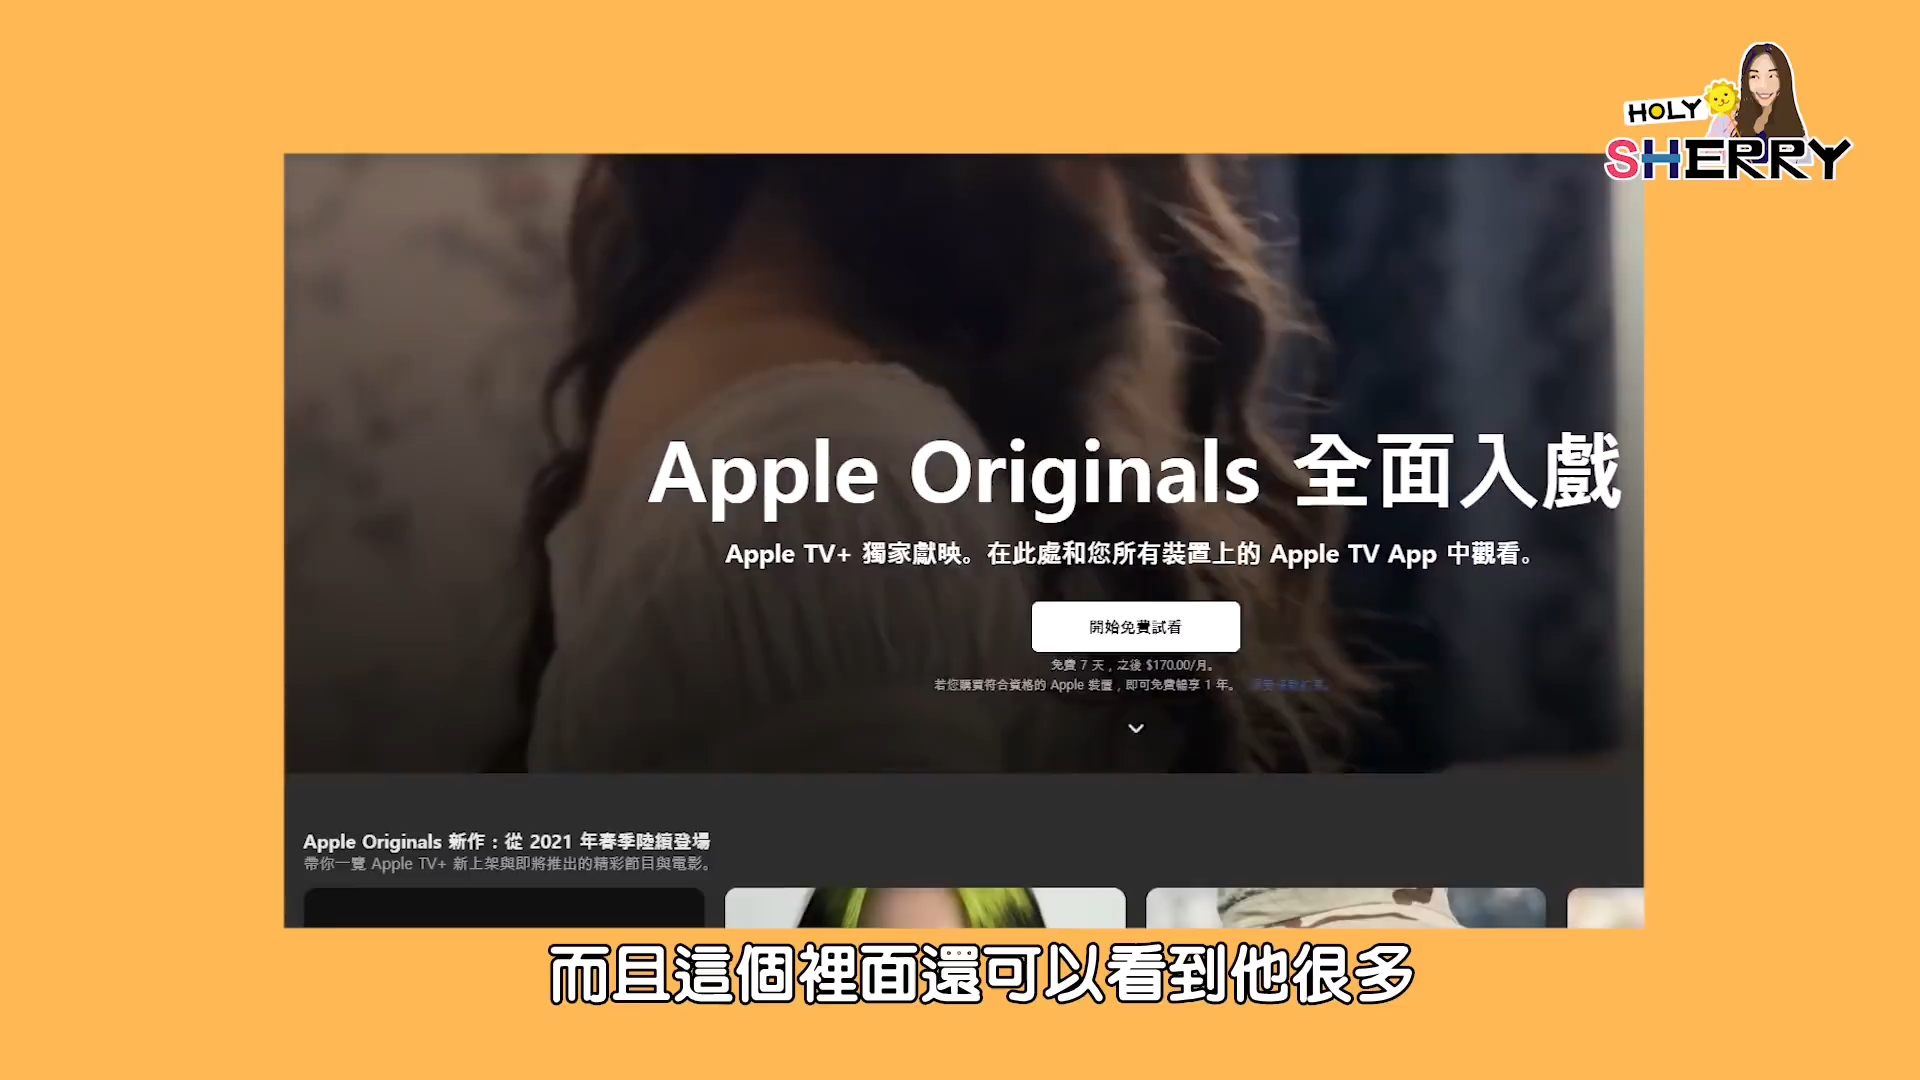 HOLY
SHERRY
Apple Originals 全面入戲
Apple TV+ 獨家獻映。在此處和您所有裝置上的 Apple TV App 中觀看。
開始免費試看
免費 7 天，之後 $170.00/月。
若您購買符合資格的 Apple 裝置，即可免費暢享 1 年。
Apple Originals 新作：從 2021 年春季陸續登場
帶你一覽 Apple TV+ 新上架與即將推出的精彩節目與電影。
而且這個裡面還可以看到他很多